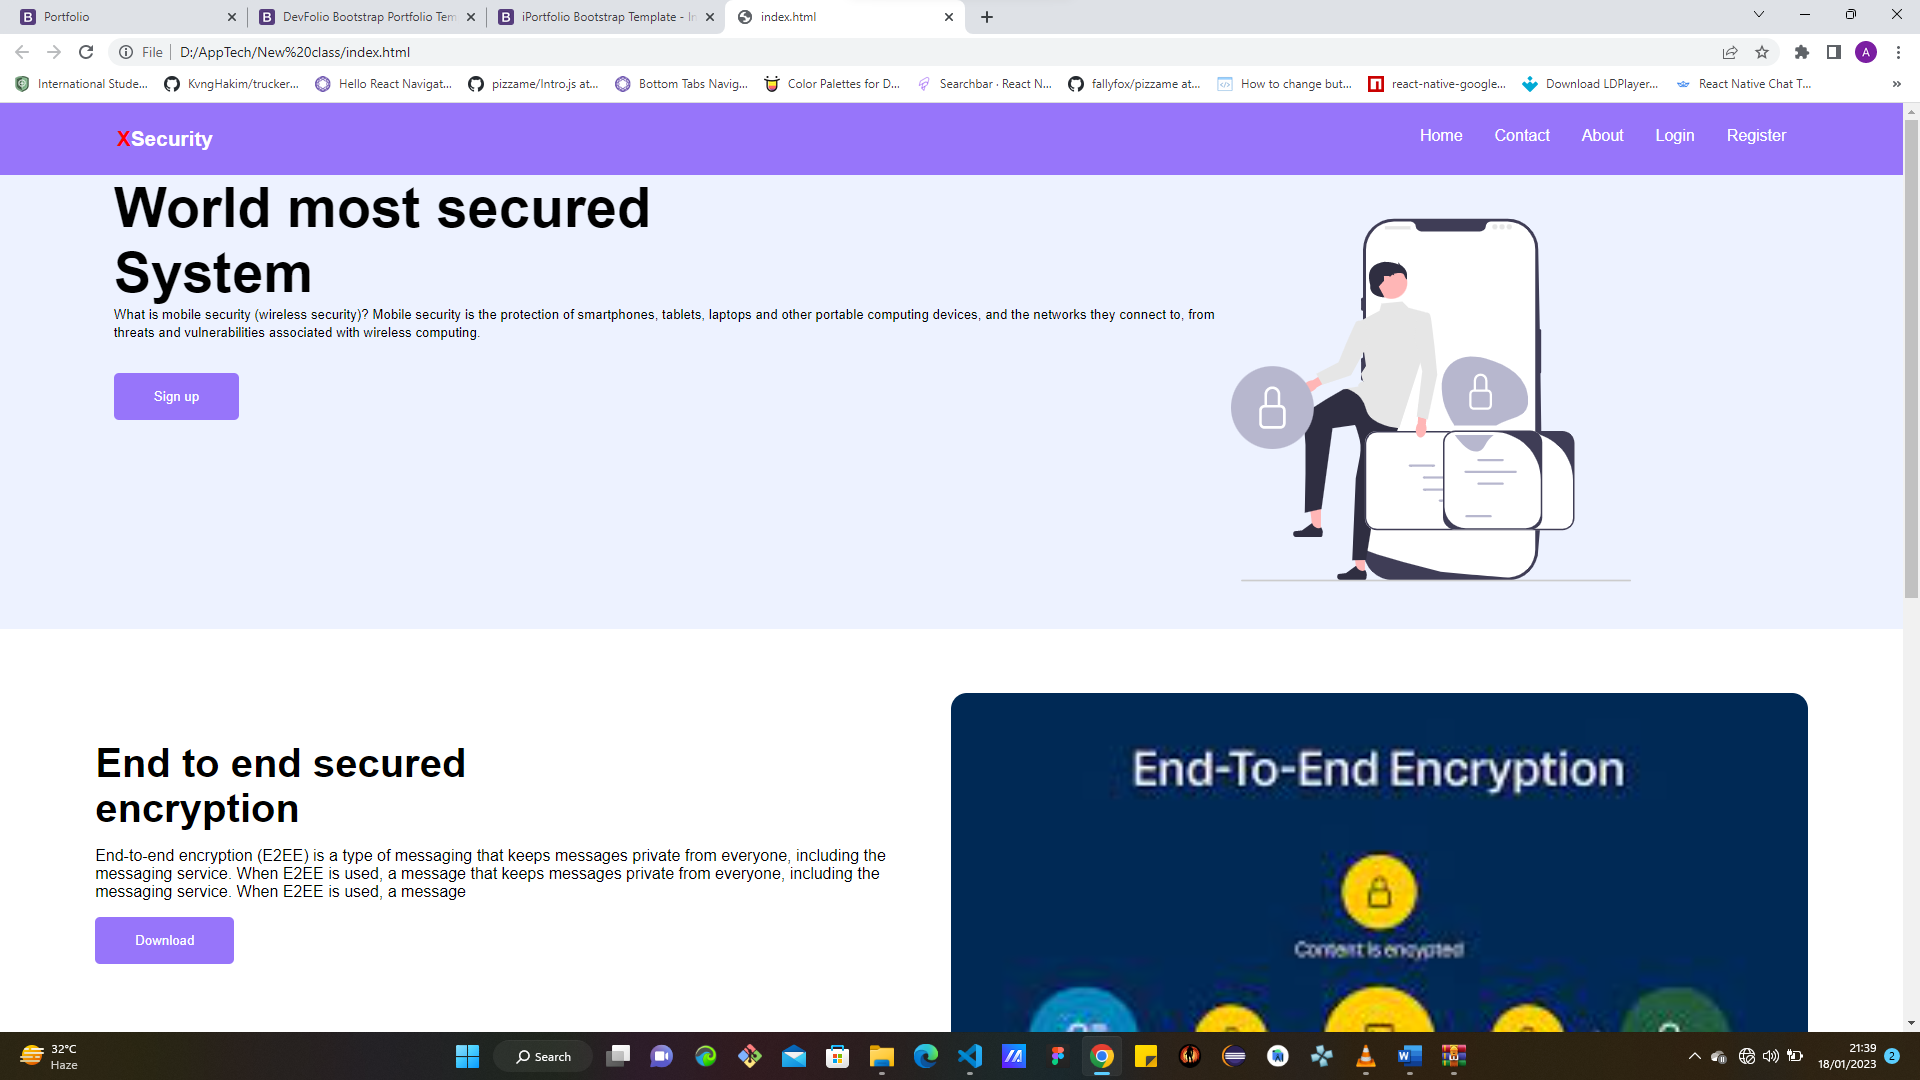 Portfolio
DevFolio Bootstrap Portfolio Tem
iPortfolio Bootstrap Template - In
index.html
File
D:/AppTech/New%20class/index.html
A
International Stude...
KvngHakim/trucker...
Hello React Navigat...
pizzame/Intro.js at...
Bottom Tabs Navig...
Color Palettes for D...
Searchbar · React N...
fallyfox/pizzame at...
How to change but...
react-native-google...
Download LDPlayer...
React Native Chat T...
XSecurity
Home
Contact
About
Login
Register
World most secured
System
What is mobile security (wireless security)? Mobile security is the protection of smartphones, tablets, laptops and other portable computing devices, and the networks they connect to, from
threats and vulnerabilities associated with wireless computing.
Sign up
End to end secured
encryption
End-to-end encryption (E2EE) is a type of messaging that keeps messages private from everyone, including the
messaging service. When E2EE is used, a message that keeps messages private from everyone, including the
messaging service. When E2EE is used, a message
Download
End-To-End Encryption
Content is encypted
32°C
Haze
Search
21:39
18/01/2023
2